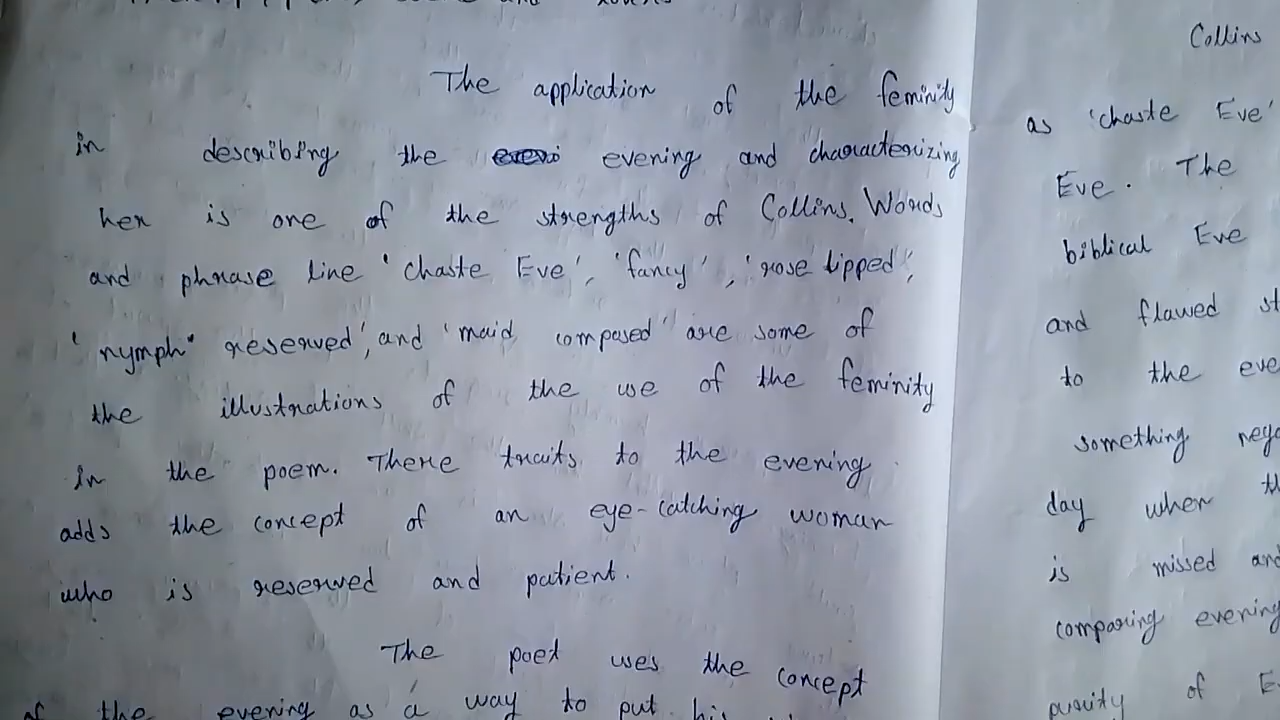 The application of the feminity
in describing the evening and characterizing
her is one of the strengths of Collins. Words
and phrase line 'chaste Eve', 'fancy', 'rose lipped',
'nymph" reserved', and 'maid composed' are some of
the illustrations of the use of the feminity
in the poem. There traits to the evening
adds the concept of an eye-catching woman
who is reserved and patient.
The poet uses the concept
of the evening as a way to put his
Collins
as 'chaste Eve'
Eve. The
biblical Eve
and flawed st
to the eve
something nega
day when th
is missed and
comparing evening
purity of E